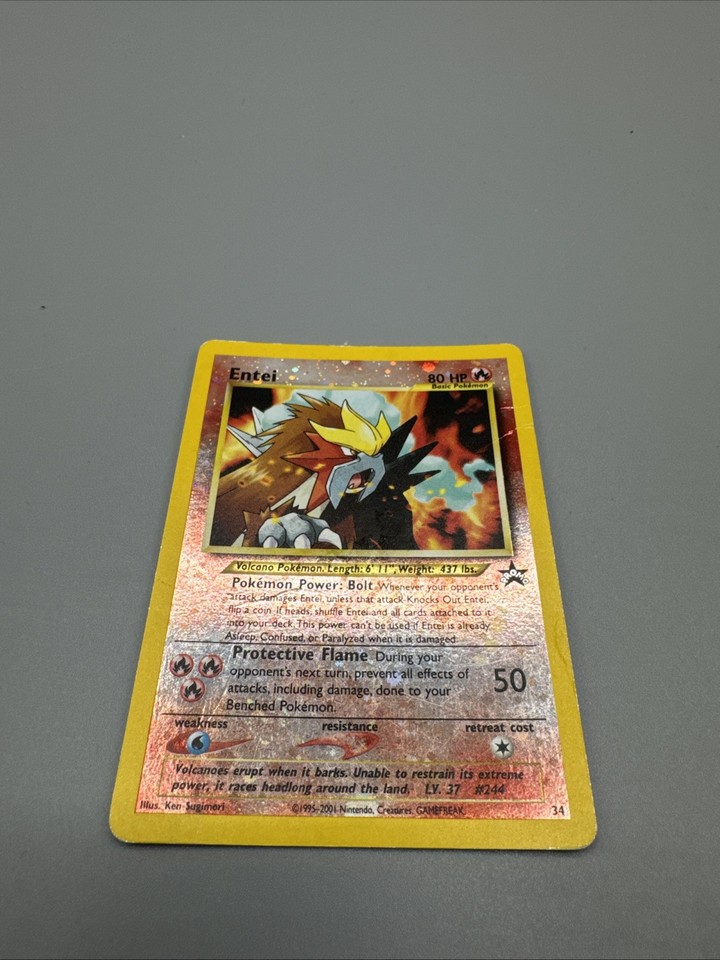 Entei
80 HP
Basic Pokémon
Volcano Pokémon. Length: 6' 11", Weight: 437 lbs.
PROMO
Pokémon Power: Bolt Whenever your opponent's
attack damages Entei, unless that attack Knocks Out Entei,
flip a coin. If heads, shuffle Entei and all cards attached to it
into your deck. This power can't be used if Entei is already
Asleep, Confused, or Paralyzed when it is damaged.
Protective Flame During your
opponent's next turn, prevent all effects of
attacks, including damage, done to your
Benched Pokémon.
50
weakness resistance retreat cost
Volcanoes erupt when it barks. Unable to restrain its extreme
power, it races headlong around the land. LV. 37 #244
Illus. Ken Sugimori ©1995-2001 Nintendo, Creatures, GAMEFREAK. 34